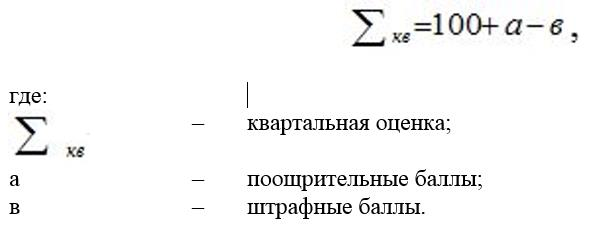 ∑ кв =100+ а – в ,
где:
∑ кв – квартальная оценка;
а – поощрительные баллы;
в – штрафные баллы.